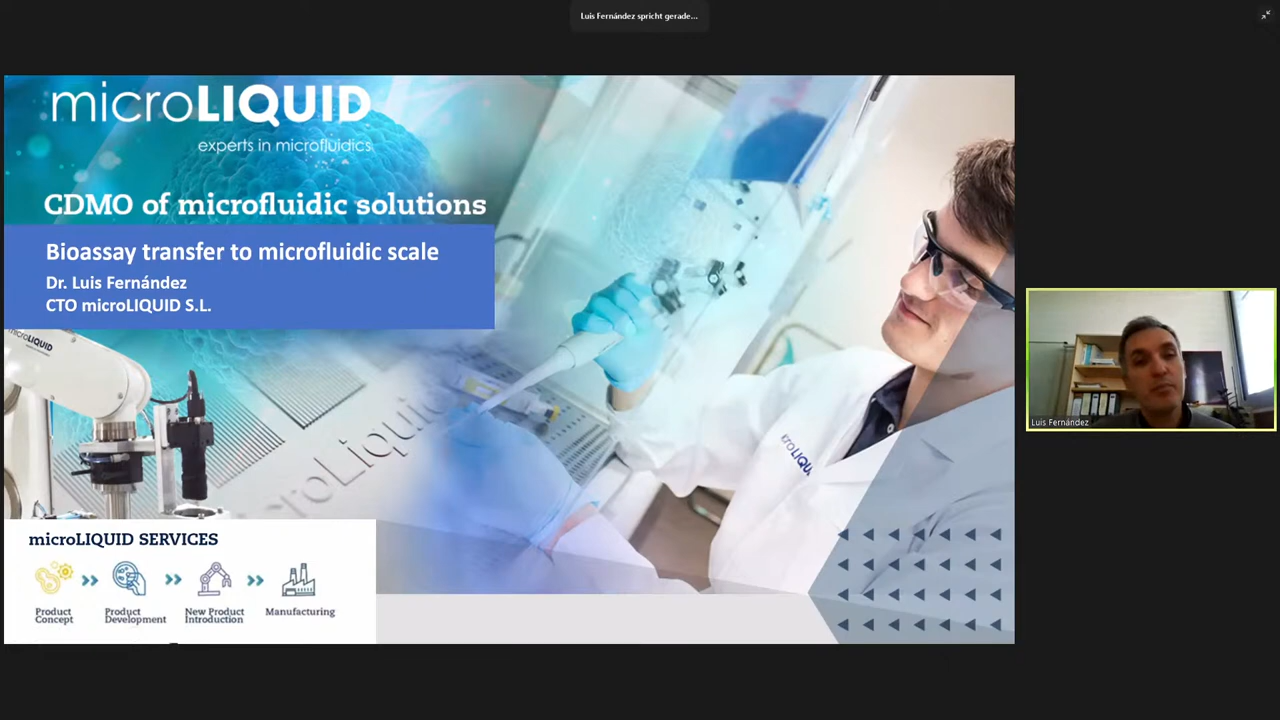 Luis Fernández spricht gerade...
microLIQUID
experts in microfluidics
CDMO of microfluidic solutions
Bioassay transfer to microfluidic scale
Dr. Luis Fernández
CTO microLIQUID S.L.
microLIQUID
microLIQUID SERVICES
Product Concept
Product Development
New Product Introduction
Manufacturing
Luis Fernández